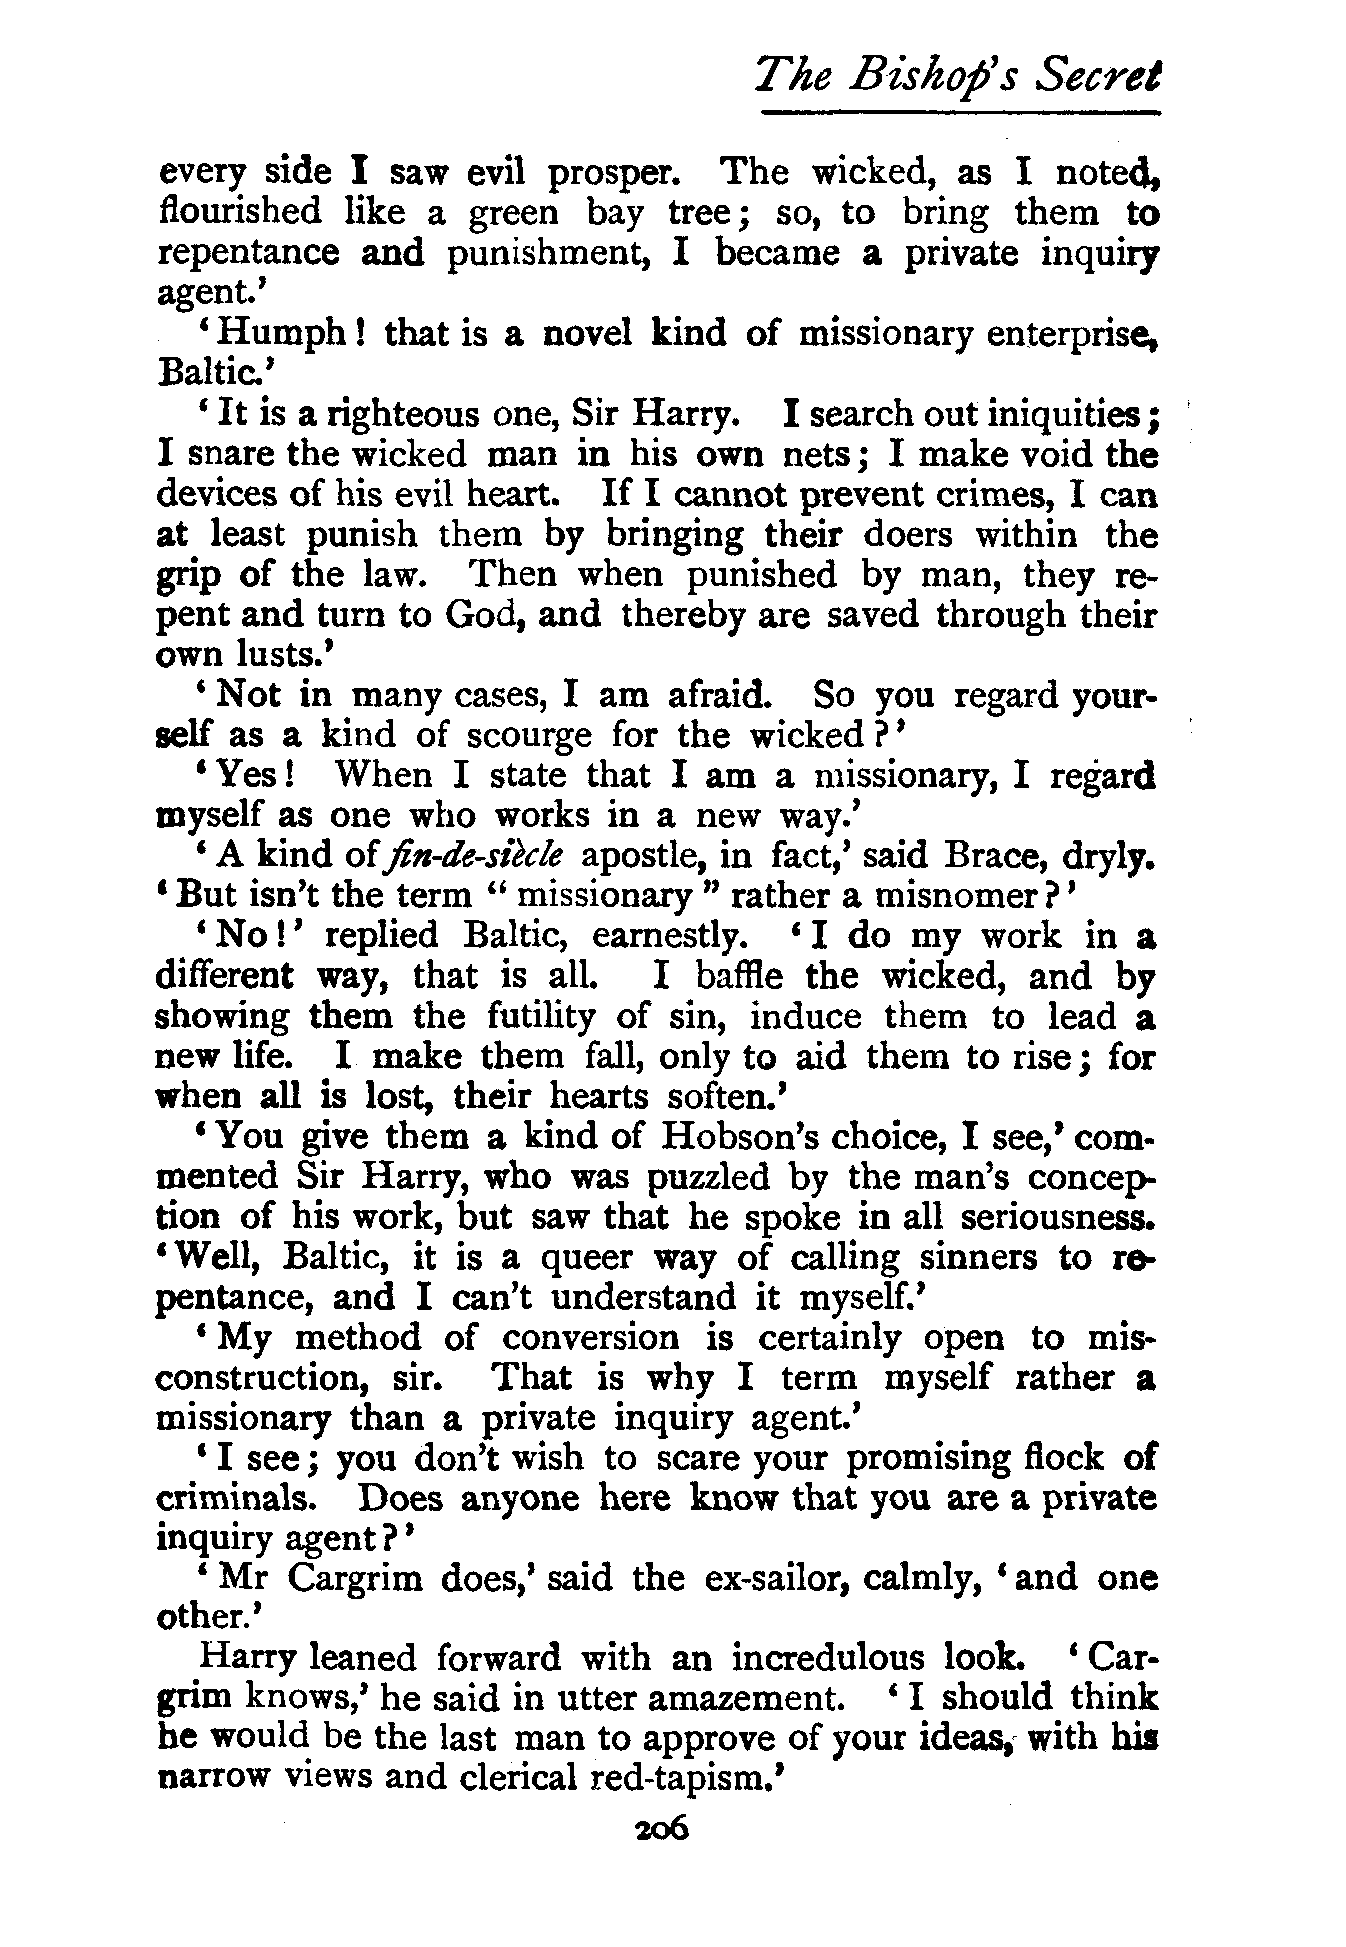 The Bishop's Secret
every side I saw evil prosper. The wicked, as I noted,
flourished like a green bay tree; so, to bring them to
repentance and punishment, I became a private inquiry
agent.'
'Humph! that is a novel kind of missionary enterprise,
Baltic.'
'It is a righteous one, Sir Harry. I search out iniquities;
I snare the wicked man in his own nets; I make void the
devices of his evil heart. If I cannot prevent crimes, I can
at least punish them by bringing their doers within the
grip of the law. Then when punished by man, they re-
pent and turn to God, and thereby are saved through their
own lusts.'
'Not in many cases, I am afraid. So you regard your-
self as a kind of scourge for the wicked?'
'Yes! When I state that I am a missionary, I regard
myself as one who works in a new way.'
'A kind of fin-de-siècle apostle, in fact,' said Brace, dryly.
'But isn't the term "missionary" rather a misnomer?'
'No!' replied Baltic, earnestly. 'I do my work in a
different way, that is all. I baffle the wicked, and by
showing them the futility of sin, induce them to lead a
new life. I make them fall, only to aid them to rise; for
when all is lost, their hearts soften.'
'You give them a kind of Hobson's choice, I see,' com-
mented Sir Harry, who was puzzled by the man's concep-
tion of his work, but saw that he spoke in all seriousness.
'Well, Baltic, it is a queer way of calling sinners to re-
pentance, and I can't understand it myself.'
'My method of conversion is certainly open to mis-
construction, sir. That is why I term myself rather a
missionary than a private inquiry agent.'
'I see; you don't wish to scare your promising flock of
criminals. Does anyone here know that you are a private
inquiry agent?'
'Mr Cargrim does,' said the ex-sailor, calmly, 'and one
other.'
Harry leaned forward with an incredulous look. 'Car-
grim knows,' he said in utter amazement. 'I should think
he would be the last man to approve of your ideas, with his
narrow views and clerical red-tapism.'
206